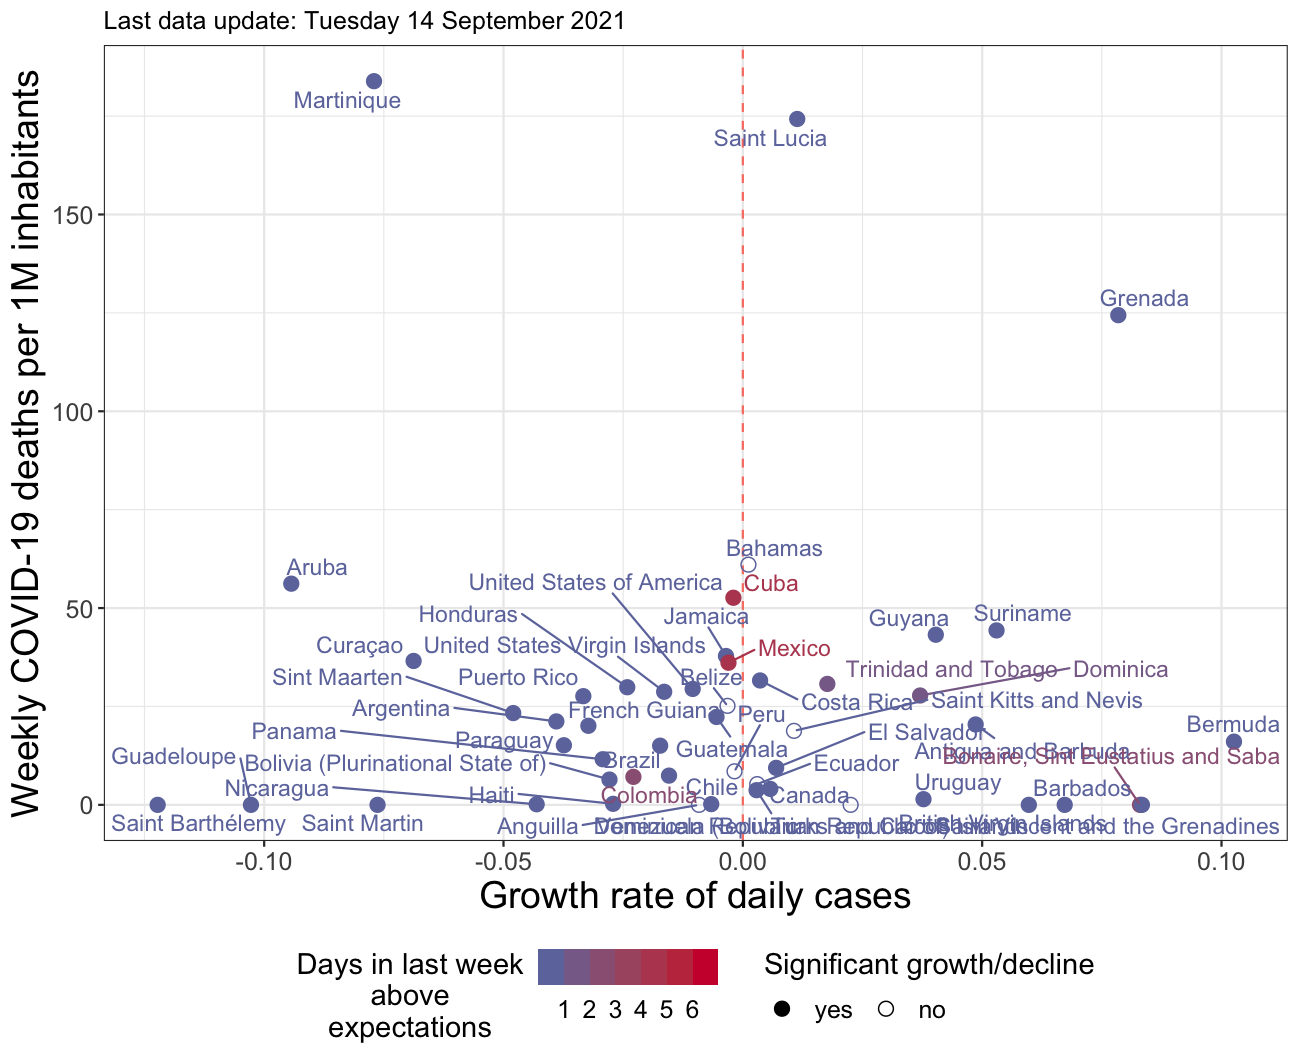 Last data update: Tuesday 14 September 2021
Weekly COVID-19 deaths per 1M inhabitants
150
100
50
0
Martinique
Saint Lucia
Grenada
Bahamas
Aruba
United States of America
Cuba
Honduras
Jamaica
Guyana
Suriname
Curaçao
United States Virgin Islands
Mexico
Sint Maarten
Puerto Rico
Belize
Trinidad and Tobago
Dominica
Argentina
French Guiana
Peru
Costa Rica
Saint Kitts and Nevis
Panama
Paraguay
Guatemala
El Salvador
Bermuda
Guadeloupe
Bolivia (Plurinational State of)
Brazil
Ecuador
Antigua and Barbuda
Bonaire, Sint Eustatius and Saba
Nicaragua
Haiti
Colombia
Chile
Canada
Uruguay
Barbados
Saint Barthélemy
Saint Martin
Anguilla
British Virgin Islands
Saint Vincent and the Grenadines
-0.10
-0.05
0.00
0.05
0.10
Growth rate of daily cases
Days in last week
above
expectations
1 2 3 4 5 6
Significant growth/decline
yes
no